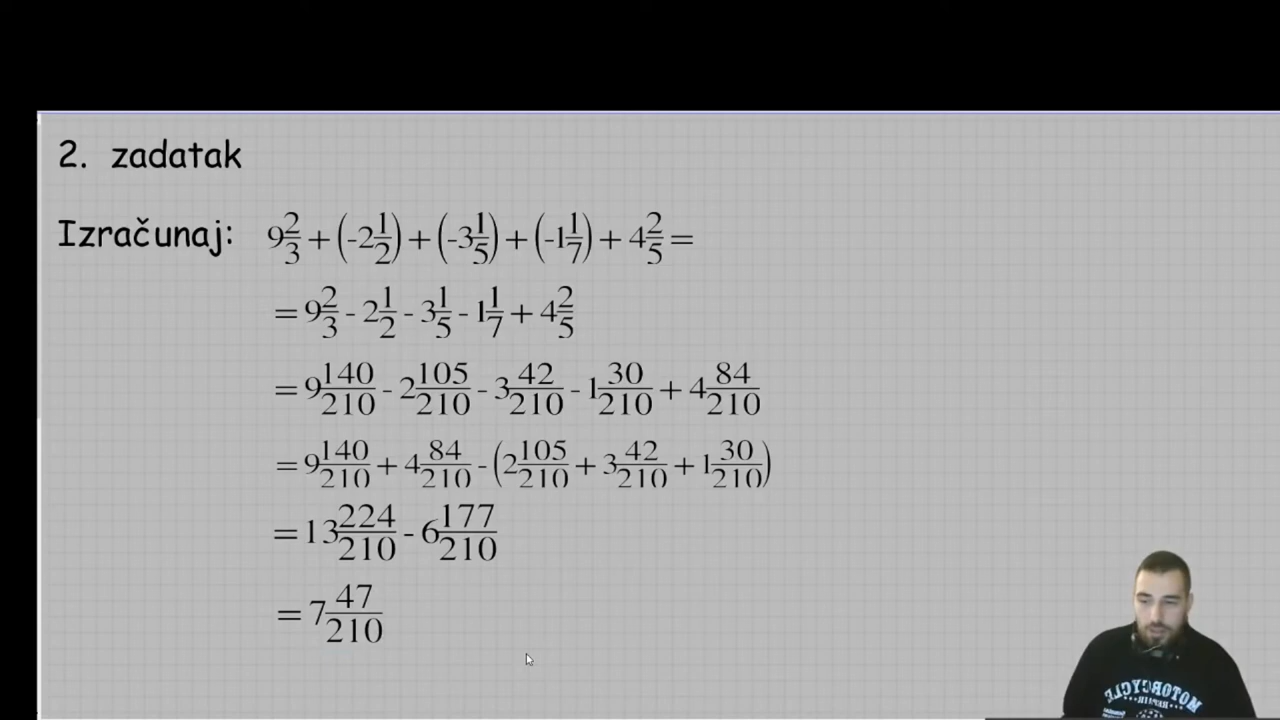 2. zadatak
Izračunaj: 9 2/3 + (-2 1/2) + (-3 1/5) + (-1 1/7) + 4 2/5 =
= 9 2/3 - 2 1/2 - 3 1/5 - 1 1/7 + 4 2/5
= 9 140/210 - 2 105/210 - 3 42/210 - 1 30/210 + 4 84/210
= 9 140/210 + 4 84/210 - (2 105/210 + 3 42/210 + 1 30/210)
= 13 224/210 - 6 177/210
= 7 47/210
MOTORCYCLE
REPAIR